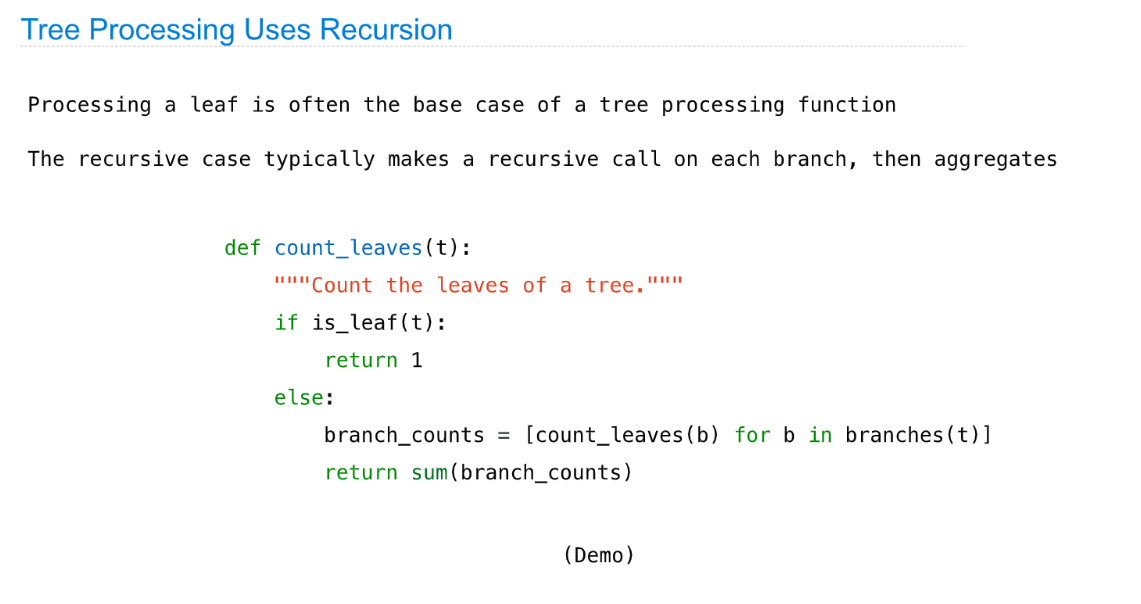 Tree Processing Uses Recursion
Processing a leaf is often the base case of a tree processing function
The recursive case typically makes a recursive call on each branch, then aggregates
def count_leaves(t):
    """Count the leaves of a tree."""
    if is_leaf(t):
        return 1
    else:
        branch_counts = [count_leaves(b) for b in branches(t)]
        return sum(branch_counts)
(Demo)